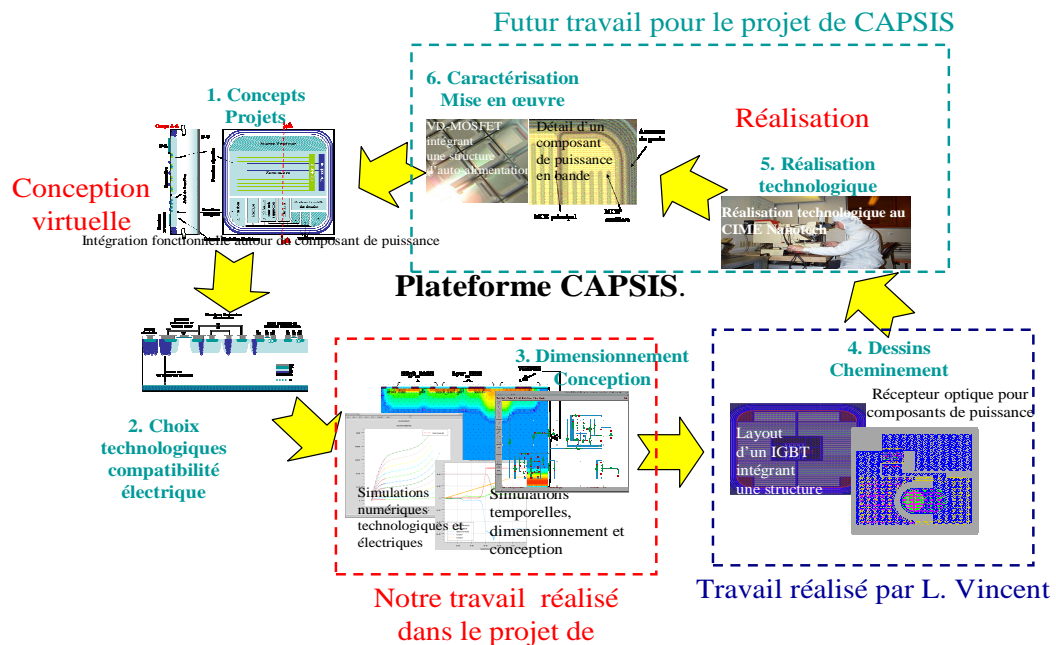 Futur travail pour le projet de CAPSIS
6. Caractérisation
Mise en œuvre
1. Concepts
Projets
VD-MOSFET
intégrant
une structure
d'auto alimentation
Détail d'un
composant
de puissance
en bande
Réalisation
5. Réalisation
technologique
Conception
virtuelle
Réalisation technologique au
CIME Nanotech
Intégration fonctionnelle autour de composant de puissance
Plateforme CAPSIS.
3. Dimensionnement
Conception
4. Dessins
Cheminement
Récepteur optique pour
composants de puissance
2. Choix
technologiques
compatibilité
électrique
Layout
d'un IGBT
intégrant
une structure
Simulations
numériques
technologiques et
électriques
Simulations
temporelles,
dimensionnement et
conception
Travail réalisé par L. Vincent
Notre travail réalisé
dans le projet de